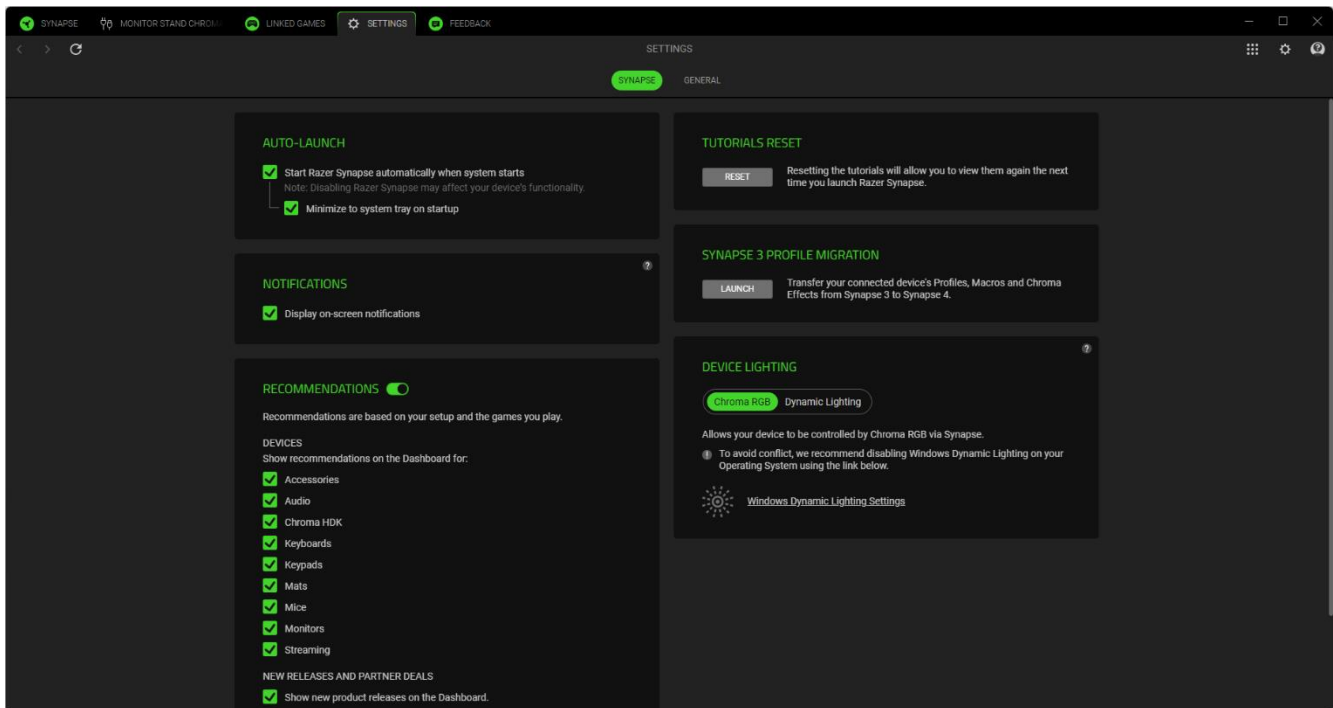 SYNAPSE
MONITOR STAND CHROMA
LINKED GAMES
SETTINGS
FEEDBACK
SETTINGS
SYNAPSE
GENERAL
AUTO-LAUNCH
Start Razer Synapse automatically when system starts
Note: Disabling Razer Synapse may affect your device's functionality.
Minimize to system tray on startup
NOTIFICATIONS
?
Display on-screen notifications
RECOMMENDATIONS
Recommendations are based on your setup and the games you play.
DEVICES
Show recommendations on the Dashboard for:
Accessories
Audio
Chroma HDK
Keyboards
Keypads
Mats
Mice
Monitors
Streaming
NEW RELEASES AND PARTNER DEALS
Show new product releases on the Dashboard.
TUTORIALS RESET
RESET
Resetting the tutorials will allow you to view them again the next
time you launch Razer Synapse.
SYNAPSE 3 PROFILE MIGRATION
LAUNCH
Transfer your connected device's Profiles, Macros and Chroma
Effects from Synapse 3 to Synapse 4.
?
DEVICE LIGHTING
Chroma RGB
Dynamic Lighting
Allows your device to be controlled by Chroma RGB via Synapse.
To avoid conflict, we recommend disabling Windows Dynamic Lighting on your
Operating System using the link below.
Windows Dynamic Lighting Settings